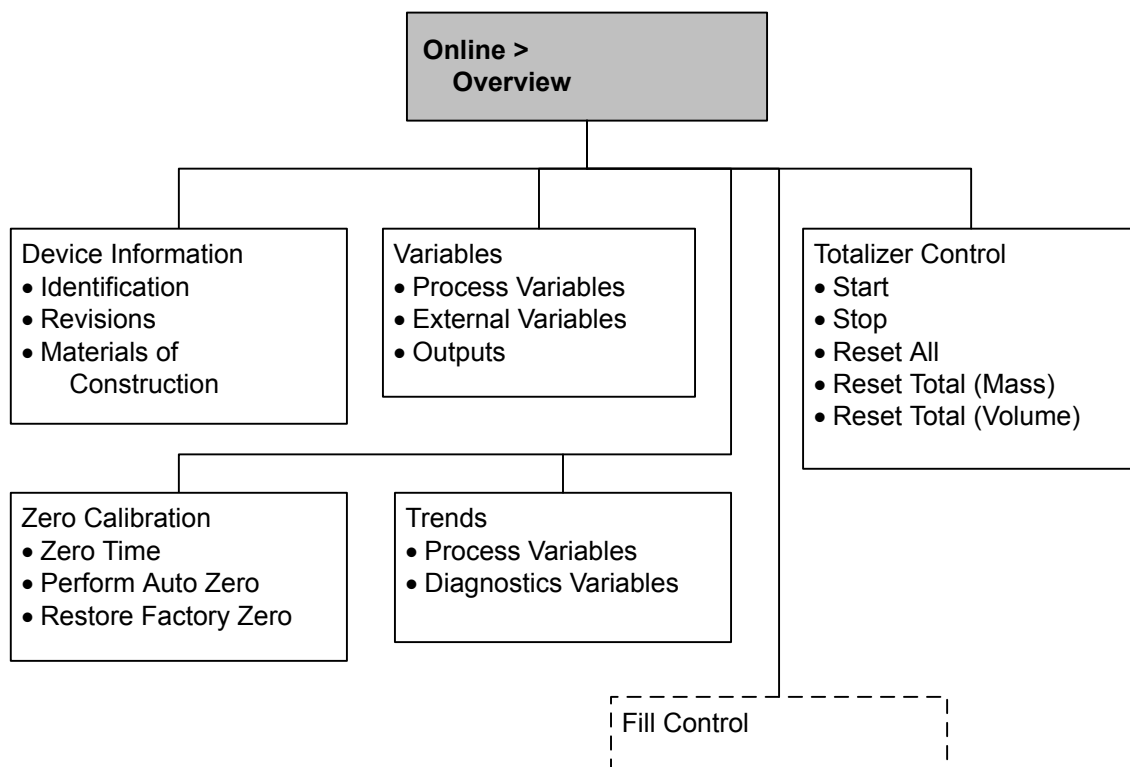 Online >
Overview
Device Information
• Identification
• Revisions
• Materials of
Construction
Variables
• Process Variables
• External Variables
• Outputs
Totalizer Control
• Start
• Stop
• Reset All
• Reset Total (Mass)
• Reset Total (Volume)
Zero Calibration
• Zero Time
• Perform Auto Zero
• Restore Factory Zero
Trends
• Process Variables
• Diagnostics Variables
Fill Control